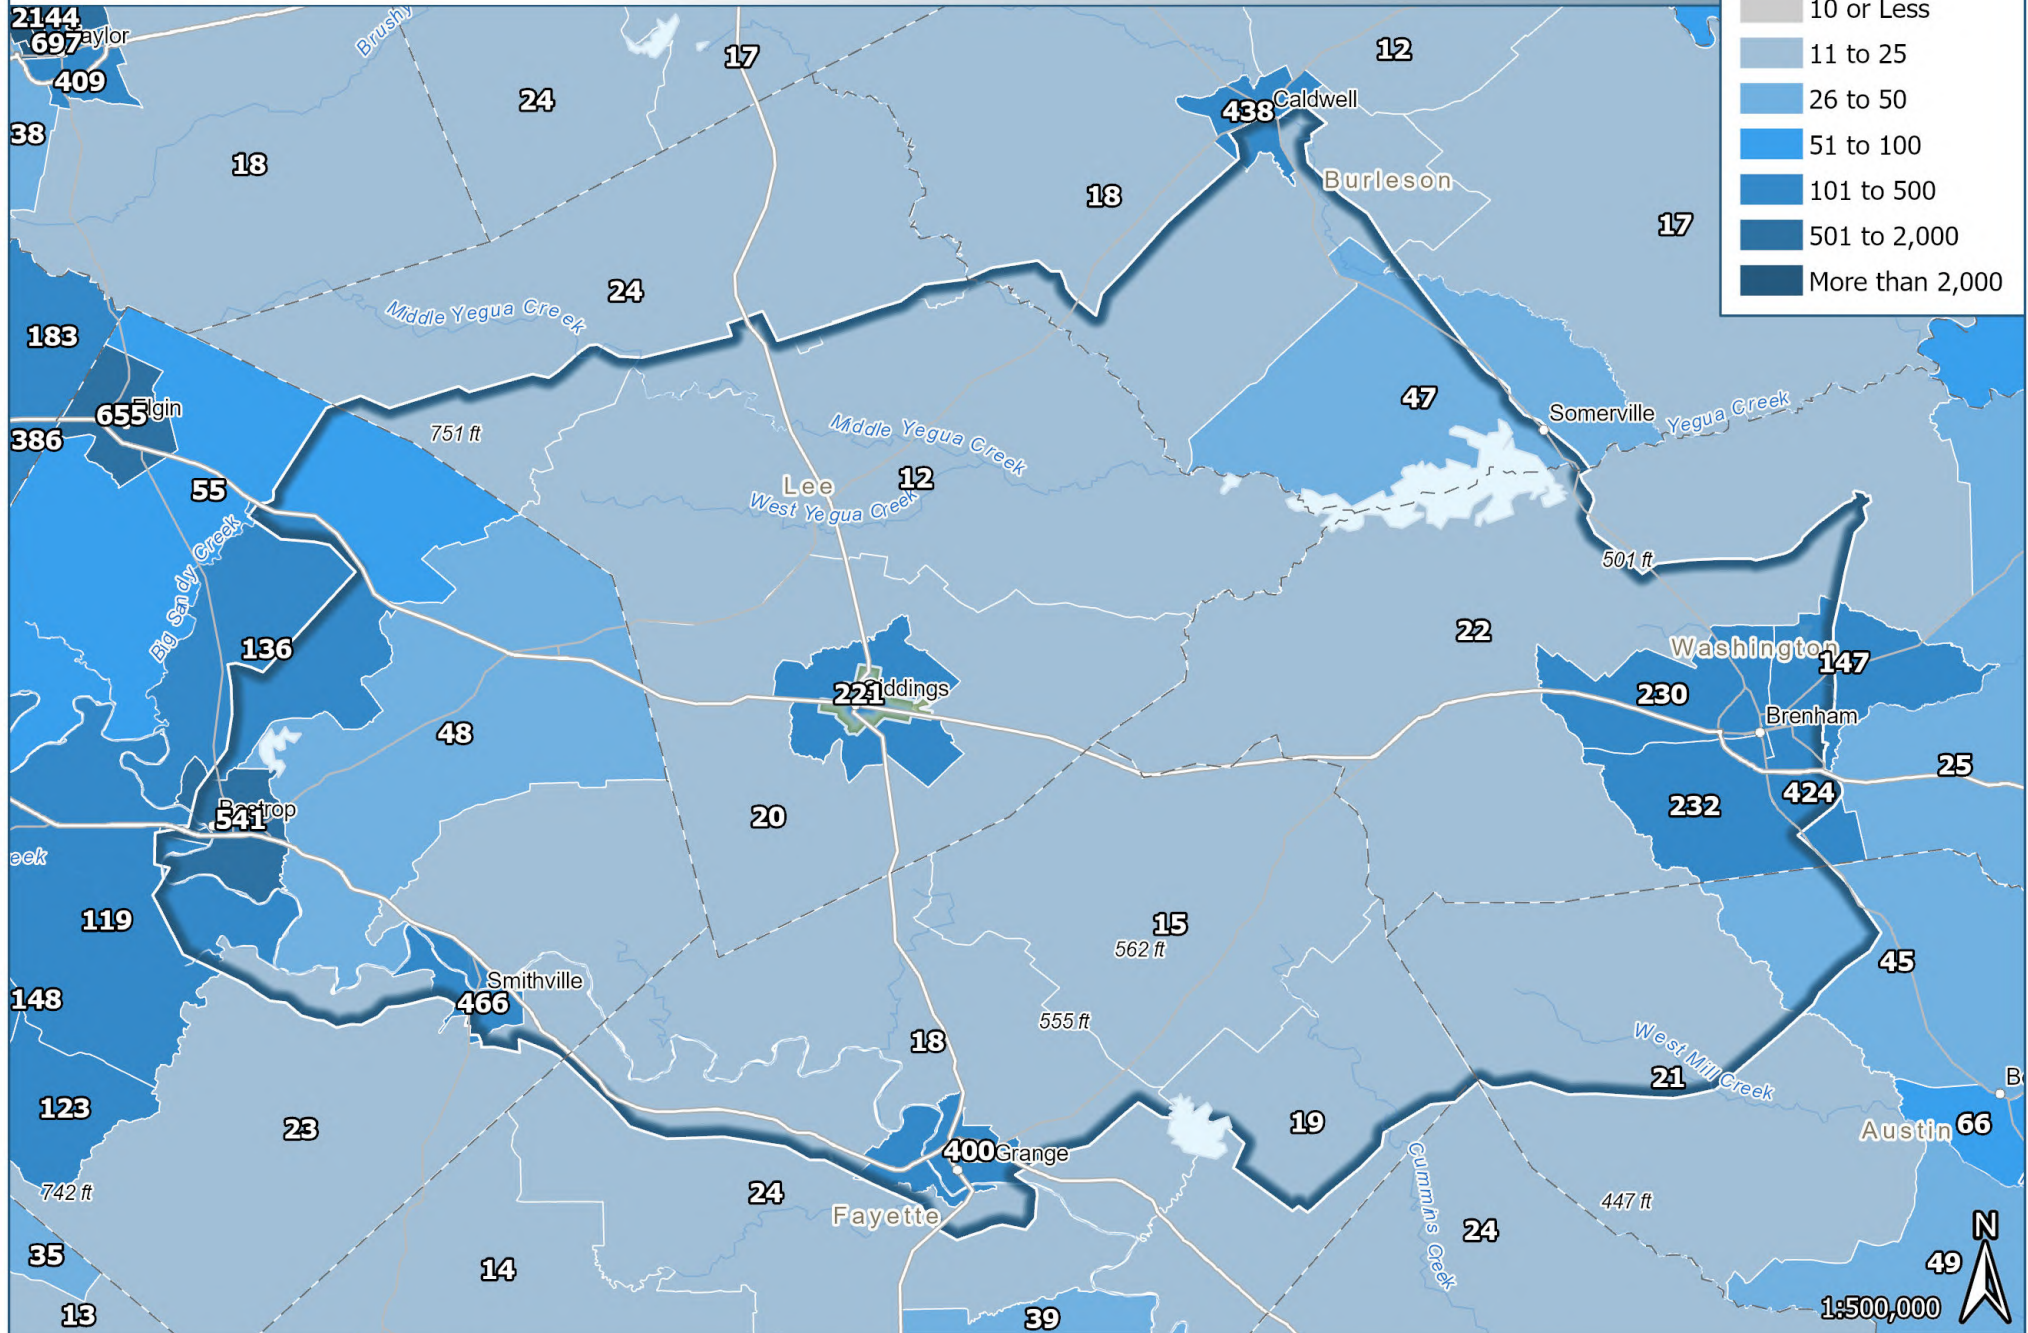 2144
aylor
697
409
38
Brushy
17
24
18
12
438
Caldwell
Burleson
18
17
10 or Less
11 to 25
26 to 50
51 to 100
101 to 500
501 to 2,000
More than 2,000
24
Middle Yegua Creek
183
655
Elgin
386
55
751 ft
Middle Yegua Creek
Lee
12
West Yegua Creek
47
Somerville
Yegua Creek
501 ft
Big Sandy Creek
136
22
Washington
147
221
Giddings
230
Brenham
48
25
Bastrop
541
20
232
424
eek
119
15
562 ft
45
148
Smithville
466
555 ft
18
West Mill Creek
21
123
23
19
Austin
66
400
Grange
742 ft
24
Fayette
Cummins Creek
24
447 ft
35
14
49
N
13
39
1:500,000